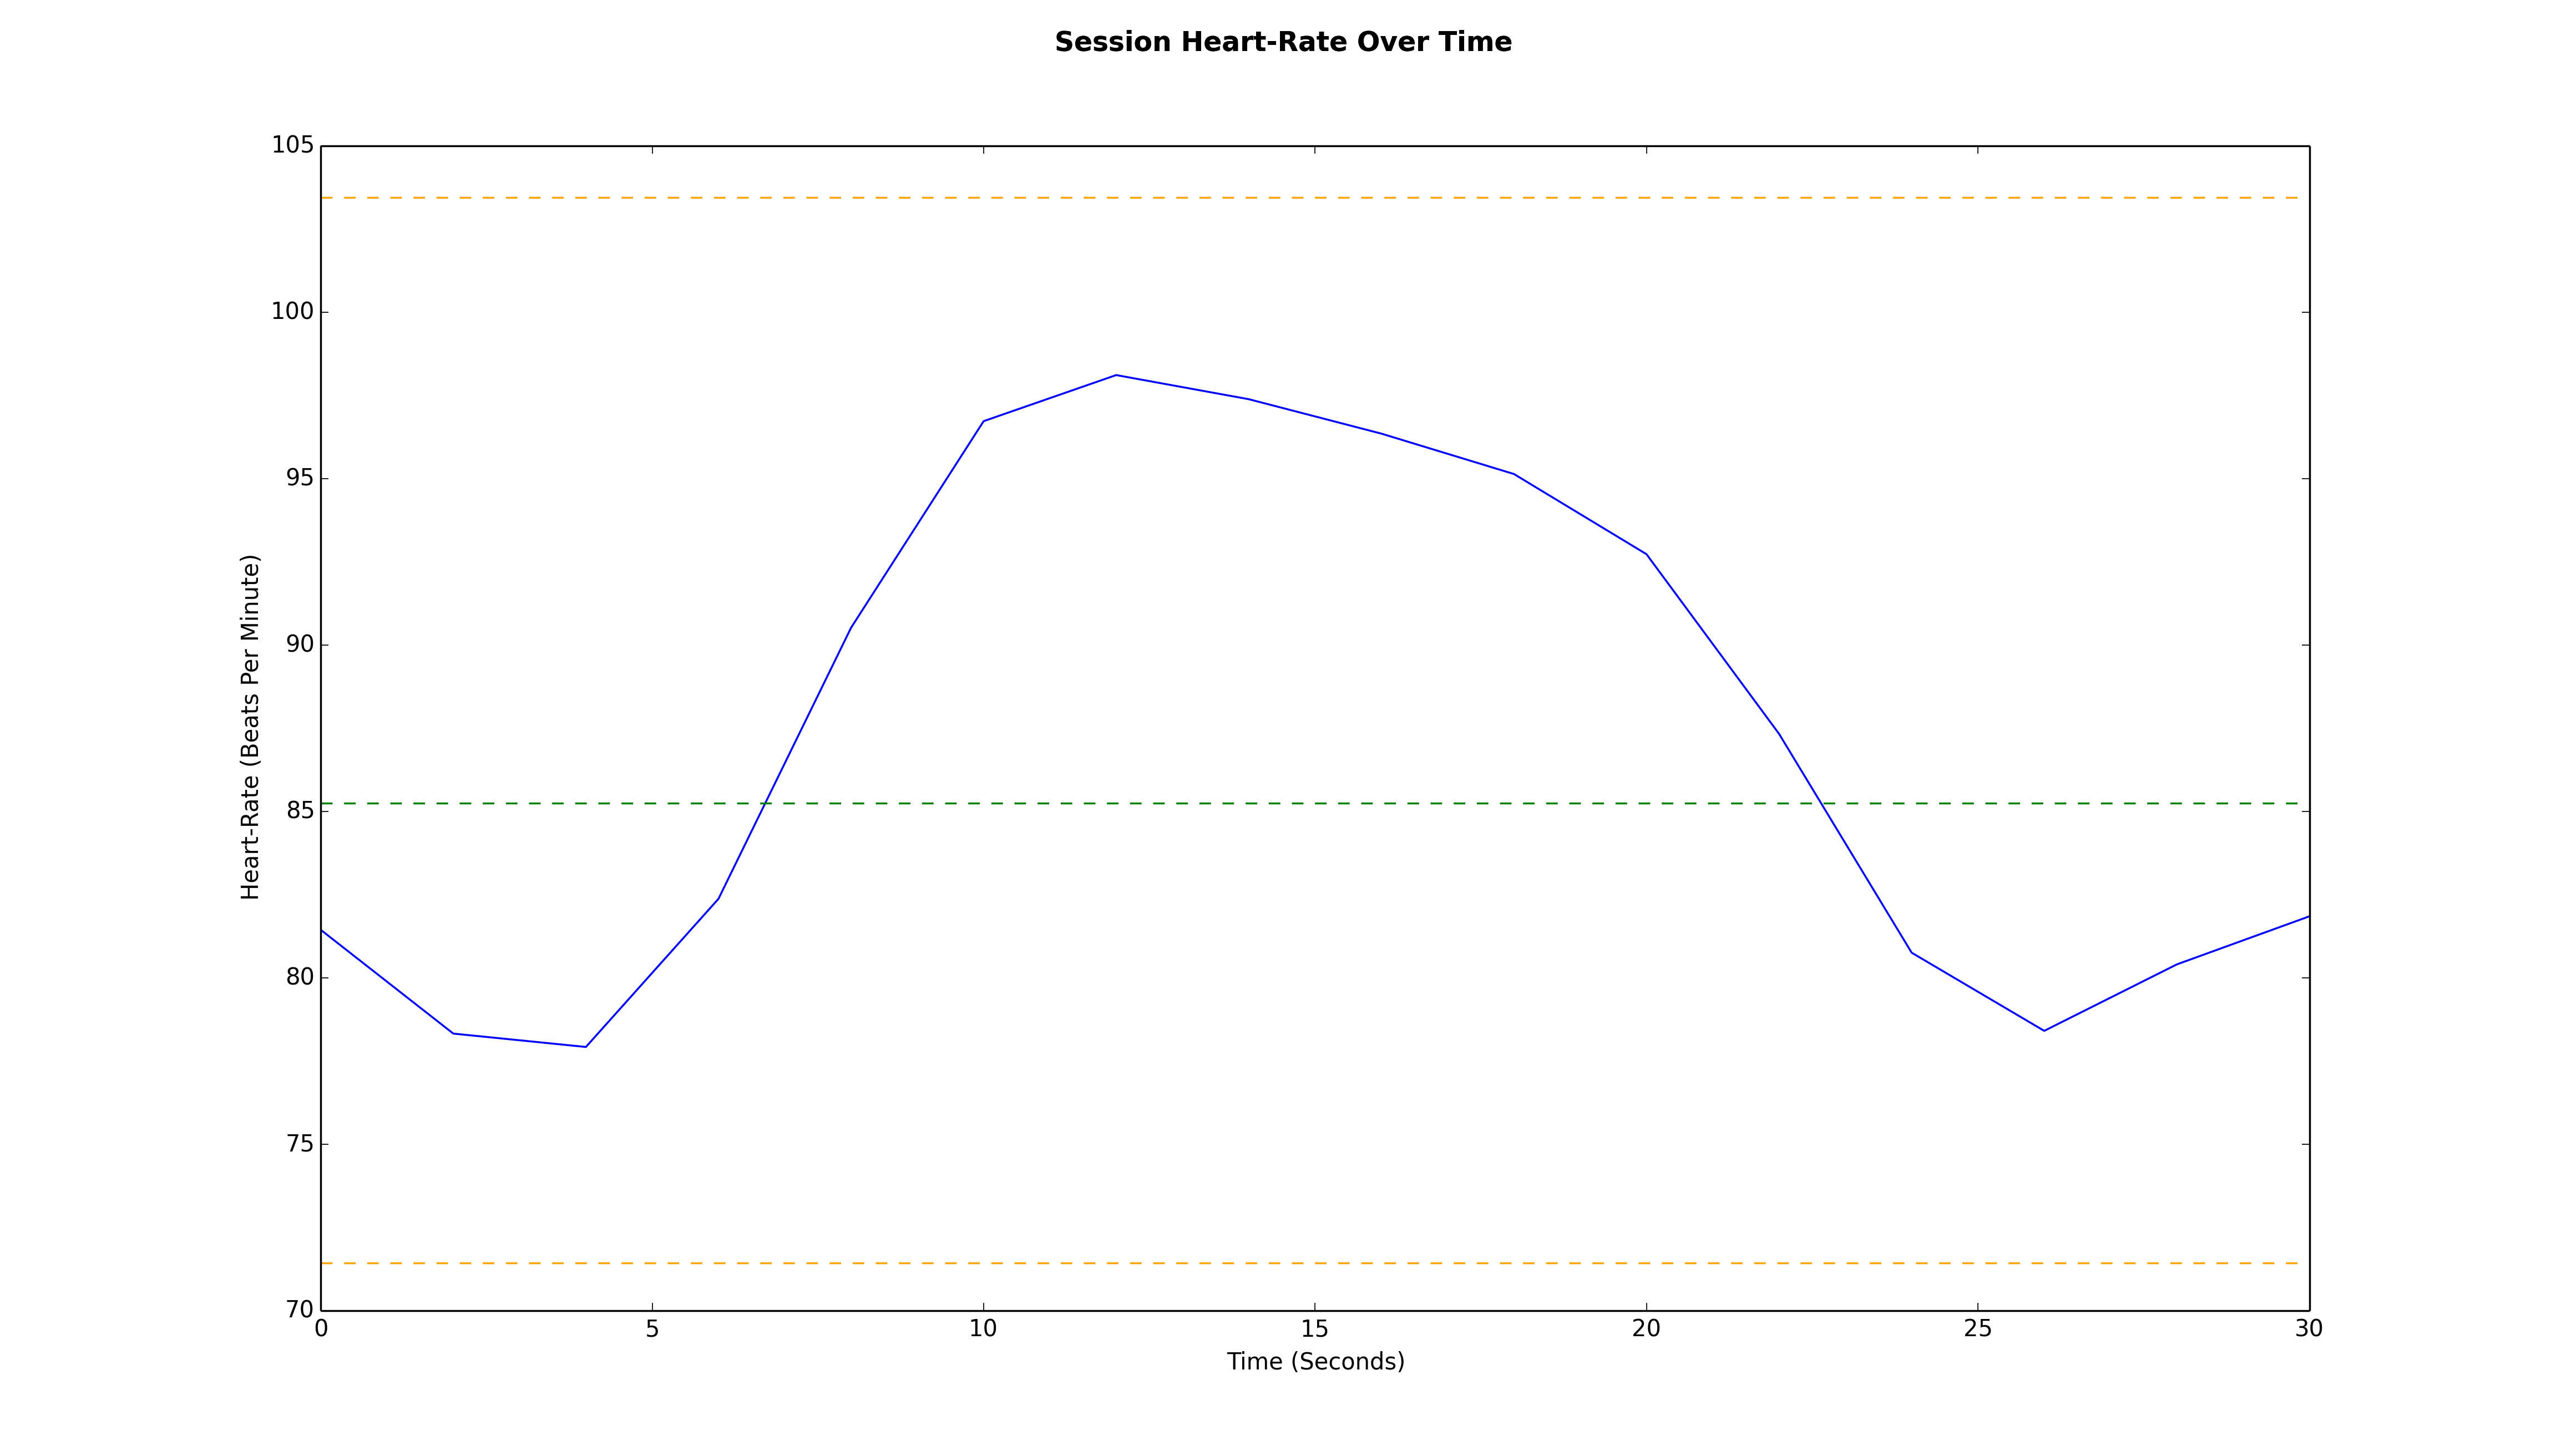 Session Heart-Rate Over Time
105
100
95
90
85
80
75
70
Heart-Rate (Beats Per Minute)
0 5 10 15 20 25 30
Time (Seconds)